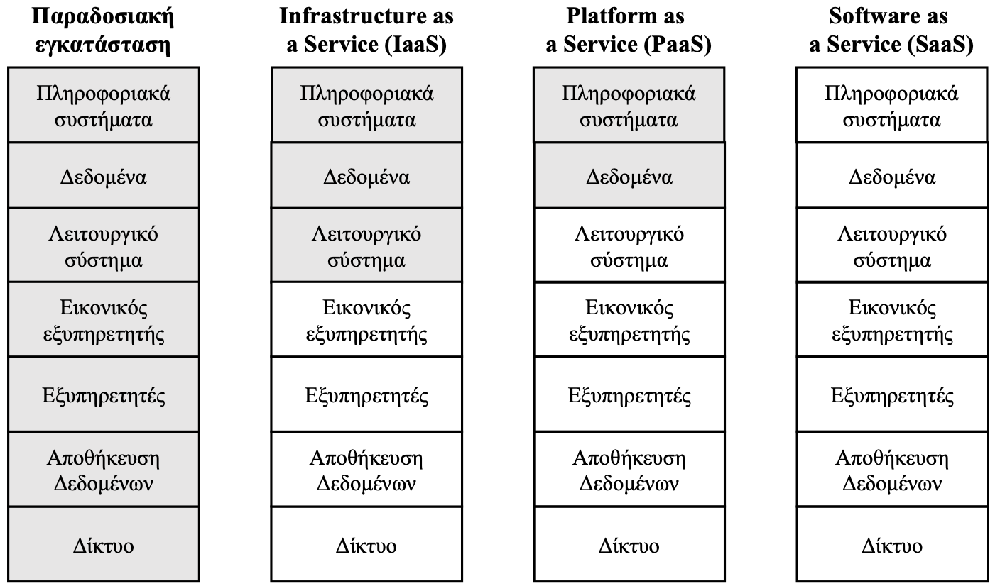 Παραδοσιακή
εγκατάσταση
Πληροφοριακά
συστήματα
Δεδομένα
Λειτουργικό
σύστημα
Εικονικός
εξυπηρετητής
Εξυπηρετητές
Αποθήκευση
Δεδομένων
Δίκτυο
Infrastructure as
a Service (IaaS)
Πληροφοριακά
συστήματα
Δεδομένα
Λειτουργικό
σύστημα
Εικονικός
εξυπηρετητής
Εξυπηρετητές
Αποθήκευση
Δεδομένων
Δίκτυο
Platform as
a Service (PaaS)
Πληροφοριακά
συστήματα
Δεδομένα
Λειτουργικό
σύστημα
Εικονικός
εξυπηρετητής
Εξυπηρετητές
Αποθήκευση
Δεδομένων
Δίκτυο
Software as
a Service (SaaS)
Πληροφοριακά
συστήματα
Δεδομένα
Λειτουργικό
σύστημα
Εικονικός
εξυπηρετητής
Εξυπηρετητές
Αποθήκευση
Δεδομένων
Δίκτυο